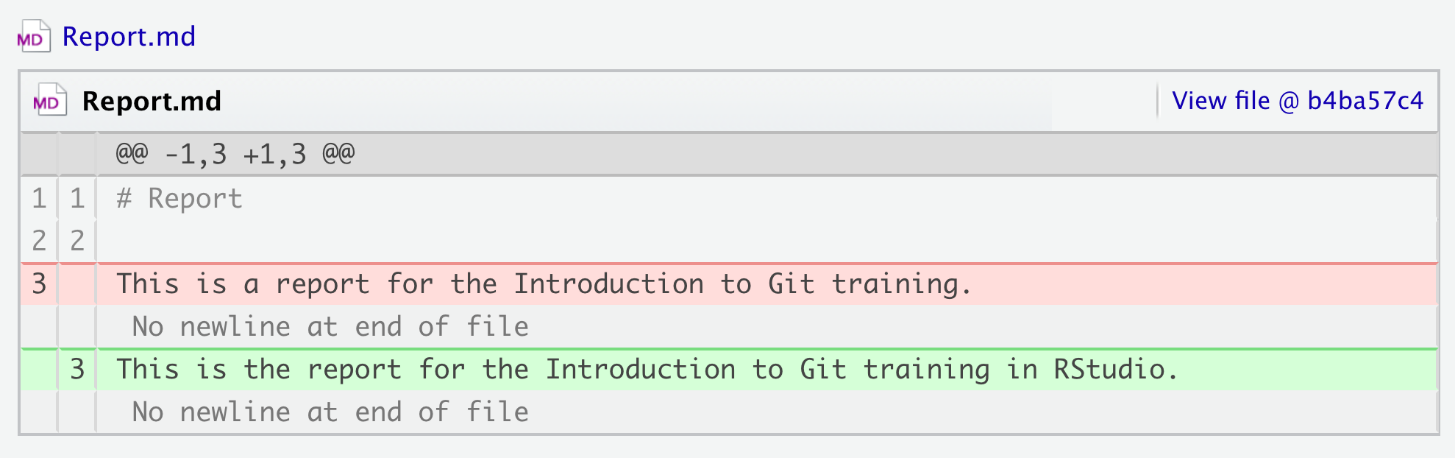 MD Report.md
MD Report.md View file @ b4ba57c4
@@ -1,3 +1,3 @@
1 1 # Report
2 2
3 This is a report for the Introduction to Git training.
No newline at end of file
3 This is the report for the Introduction to Git training in RStudio.
No newline at end of file